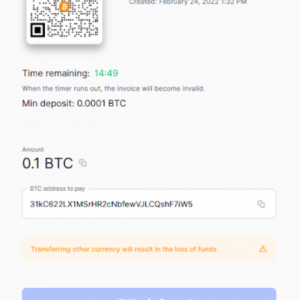 Created: February 24, 2022 1:32 PM
Time remaining: 14:49
When the timer runs out, the invoice will become invalid.
Min deposit: 0.0001 BTC
Amount
0.1 BTC
BTC address to pay
31kC622LX1MSrHR2cNbfewVJLCQshF7iW5
Transferring other currency will result in the loss of funds